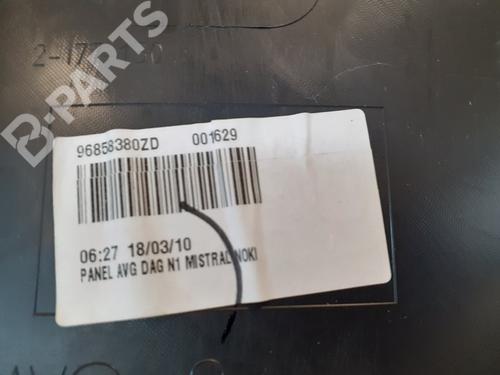 B-PARTS
96858380ZD 001629
06:27 18/03/10
PANEL AVG DAG N1 MISTRAL NOKI